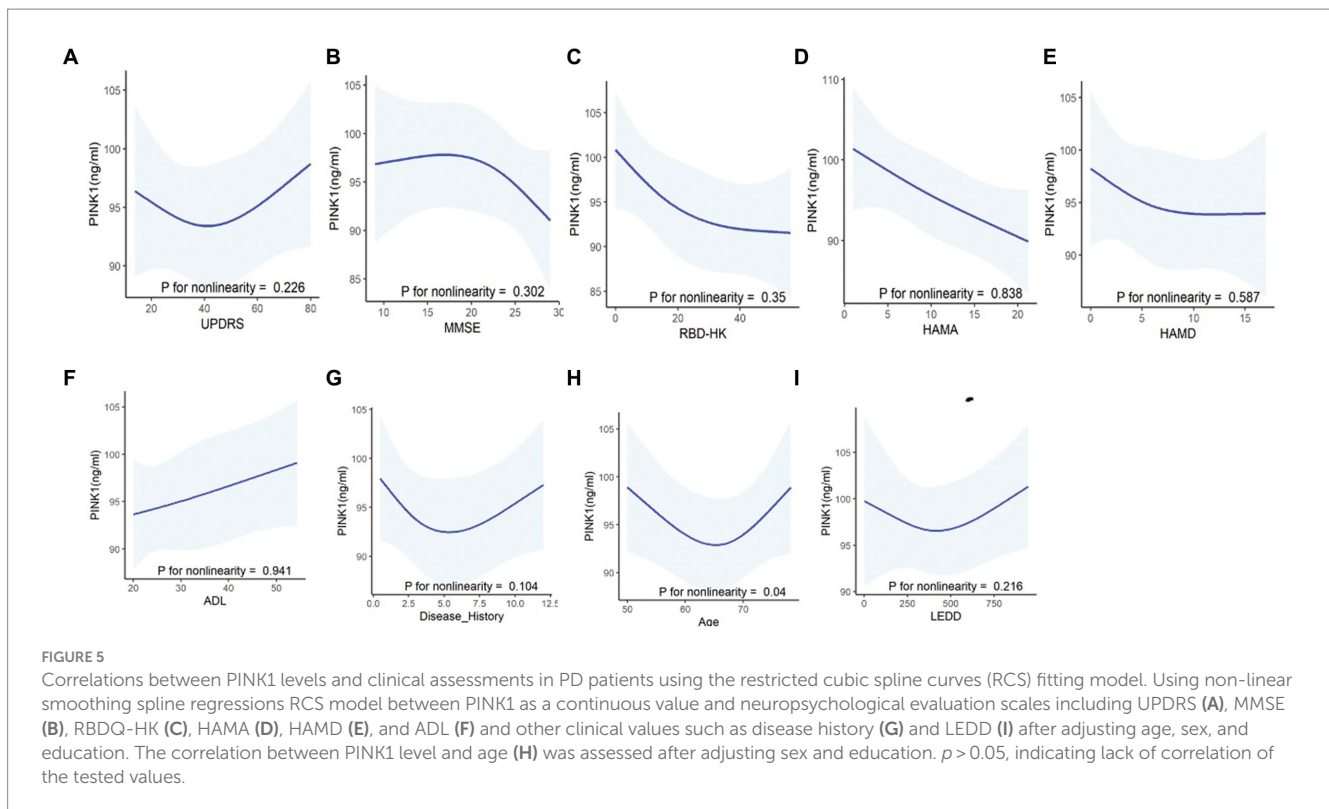 A
B
C
D
E
105
100
95
90
PINK1(ng/ml)
P for nonlinearity = 0.226
20
40
60
80
UPDRS
105
100
95
90
85
PINK1(ng/ml)
P for nonlinearity = 0.302
10
15
20
25
30
MMSE
105
100
95
90
85
PINK1(ng/ml)
P for nonlinearity = 0.35
0
20
40
RBD-HK
110
100
90
PINK1(ng/ml)
P for nonlinearity = 0.838
0
5
10
15
20
HAMA
105
100
95
90
PINK1(ng/ml)
P for nonlinearity = 0.587
0
5
10
15
HAMD
F
G
H
I
105
100
95
90
PINK1(ng/ml)
P for nonlinearity = 0.941
20
30
40
50
ADL
100
95
90
PINK1(ng/ml)
P for nonlinearity = 0.104
0.0
2.5
5.0
7.5
10.0
12.5
Disease_History
105
100
95
90
PINK1(ng/ml)
P for nonlinearity = 0.04
50
60
70
Age
105
100
95
90
PINK1(ng/ml)
P for nonlinearity = 0.216
0
250
500
750
LEDD
FIGURE 5
Correlations between PINK1 levels and clinical assessments in PD patients using the restricted cubic spline curves (RCS) fitting model. Using non-linear
smoothing spline regressions RCS model between PINK1 as a continuous value and neuropsychological evaluation scales including UPDRS (A), MMSE
(B), RBDQ-HK (C), HAMA (D), HAMD (E), and ADL (F) and other clinical values such as disease history (G) and LEDD (I) after adjusting age, sex, and
education. The correlation between PINK1 level and age (H) was assessed after adjusting sex and education. p > 0.05, indicating lack of correlation of
the tested values.